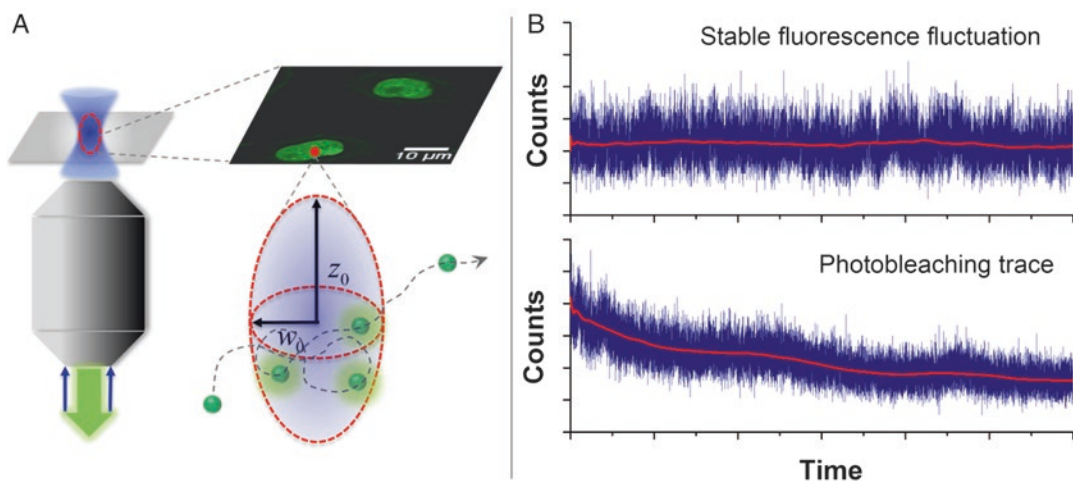 A
10 μm
z0
w0
B
Stable fluorescence fluctuation
Counts
Photobleaching trace
Counts
Time